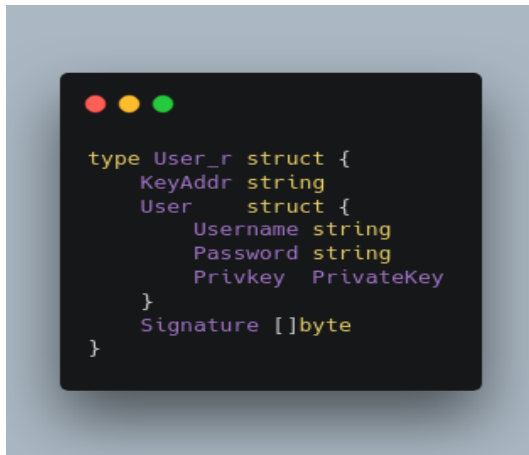 type User_r struct {
    KeyAddr string
    User    struct {
        Username string
        Password string
        Privkey  PrivateKey
    }
    Signature []byte
}